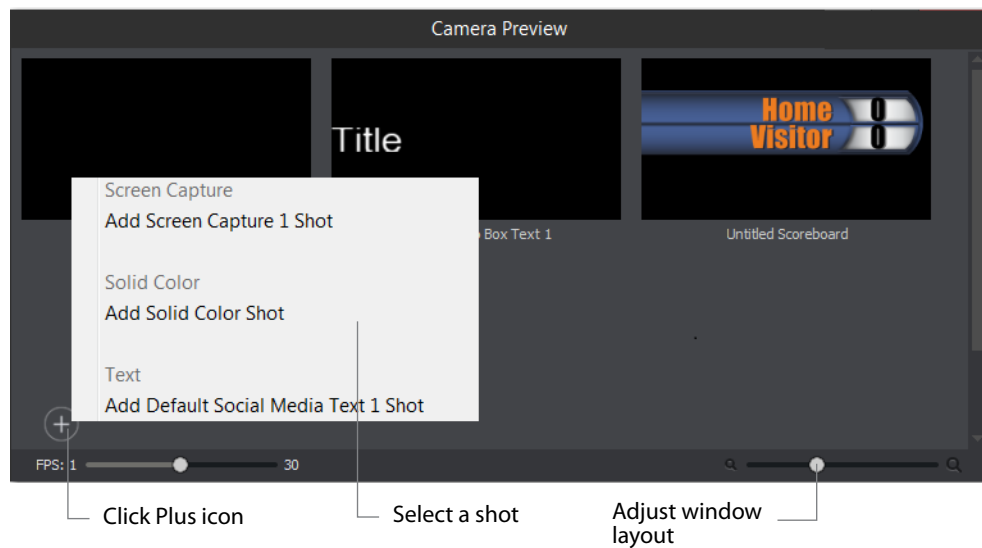 Camera Preview
Title
Home 0
Visitor 0
Box Text 1
Untitled Scoreboard
Screen Capture
Add Screen Capture 1 Shot
Solid Color
Add Solid Color Shot
Text
Add Default Social Media Text 1 Shot
FPS: 1 30
Click Plus icon
Select a shot
Adjust window
layout